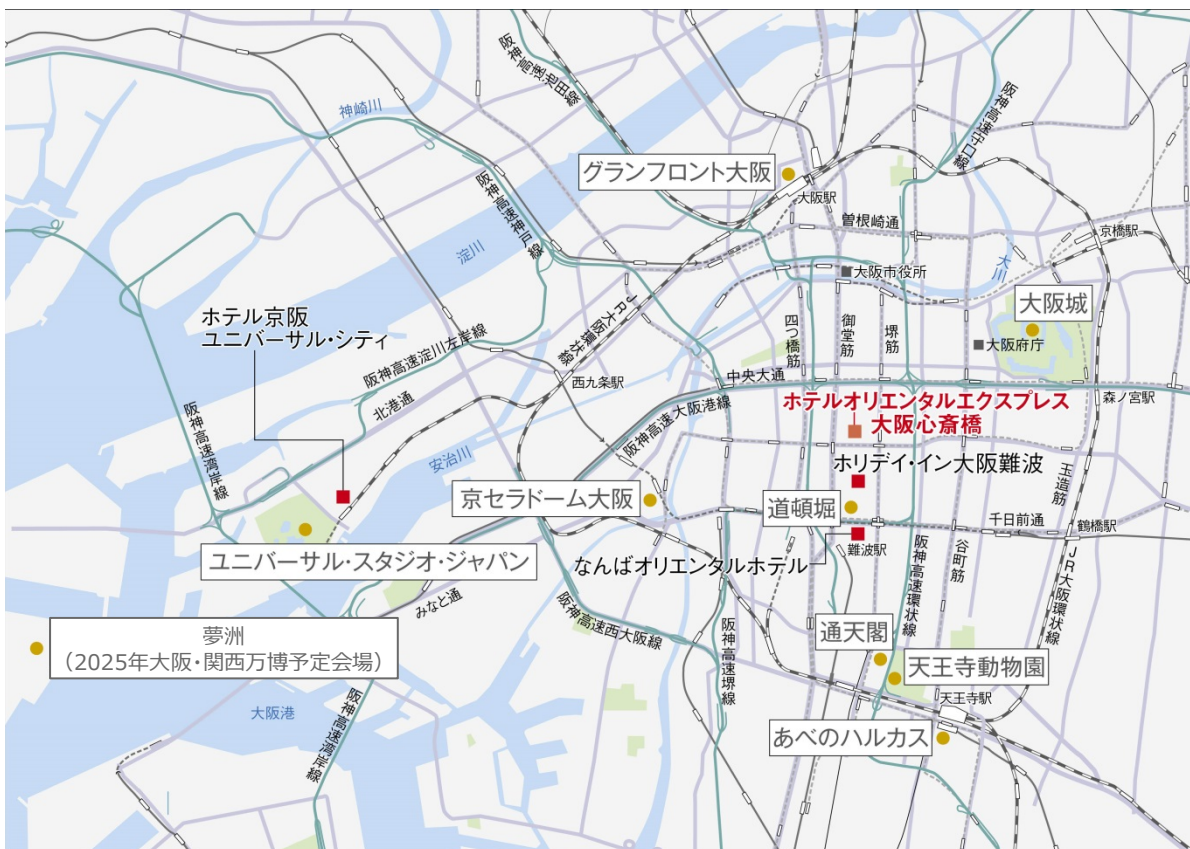 阪神高速池田線
神崎川
阪神高速守口線
グランフロント大阪
大阪駅
阪神高速神戸線
曽根崎通
京橋駅
淀川
大川
大阪市役所
大阪城
ホテル京阪
ユニバーサル・シティ
JR大阪環状線
四つ橋筋
御堂筋
堺筋
大阪府庁
阪神高速淀川左岸線
西九条駅
中央大通
森ノ宮駅
北港通
ホテルオリエンタルエクスプレス
大阪心斎橋
阪神高速大阪港線
阪神高速湾岸線
安治川
ホリデイ・イン大阪難波
玉造筋
京セラドーム大阪
道頓堀
千日前通
鶴橋駅
ユニバーサル・スタジオ・ジャパン
なんばオリエンタルホテル
難波駅
阪神高速環状線
谷町筋
JR大阪環状線
みなと通
阪神高速西大阪線
阪神高速堺線
通天閣
夢洲
（2025年大阪・関西万博予定会場）
天王寺動物園
天王寺駅
大阪港
阪神高速湾岸線
あべのハルカス